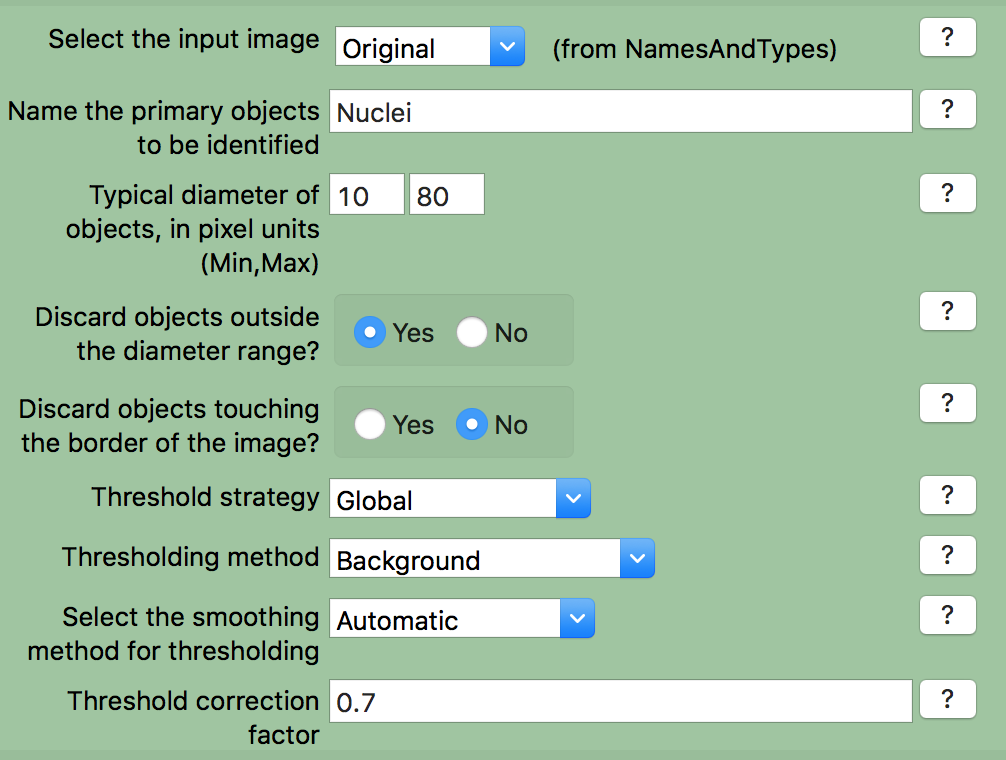 Select the input image Original (from NamesAndTypes) ?
Name the primary objects Nuclei ?
to be identified
Typical diameter of 10 80 ?
objects, in pixel units
(Min,Max)
Discard objects outside ?
the diameter range? Yes No
Discard objects touching ?
the border of the image? Yes No
Threshold strategy Global ?
Thresholding method Background ?
Select the smoothing Automatic ?
method for thresholding
Threshold correction 0.7 ?
factor